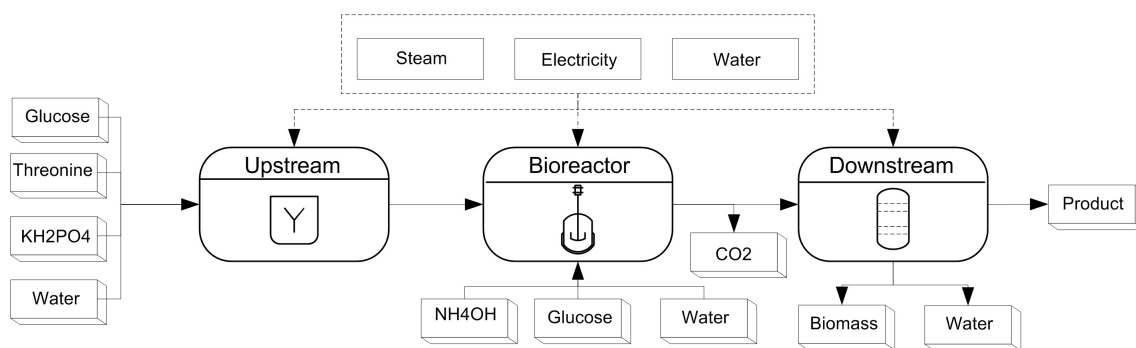 Steam
Electricity
Water
Glucose
Threonine
KH2PO4
Water
Upstream
Bioreactor
Downstream
Product
CO2
NH4OH
Glucose
Water
Biomass
Water